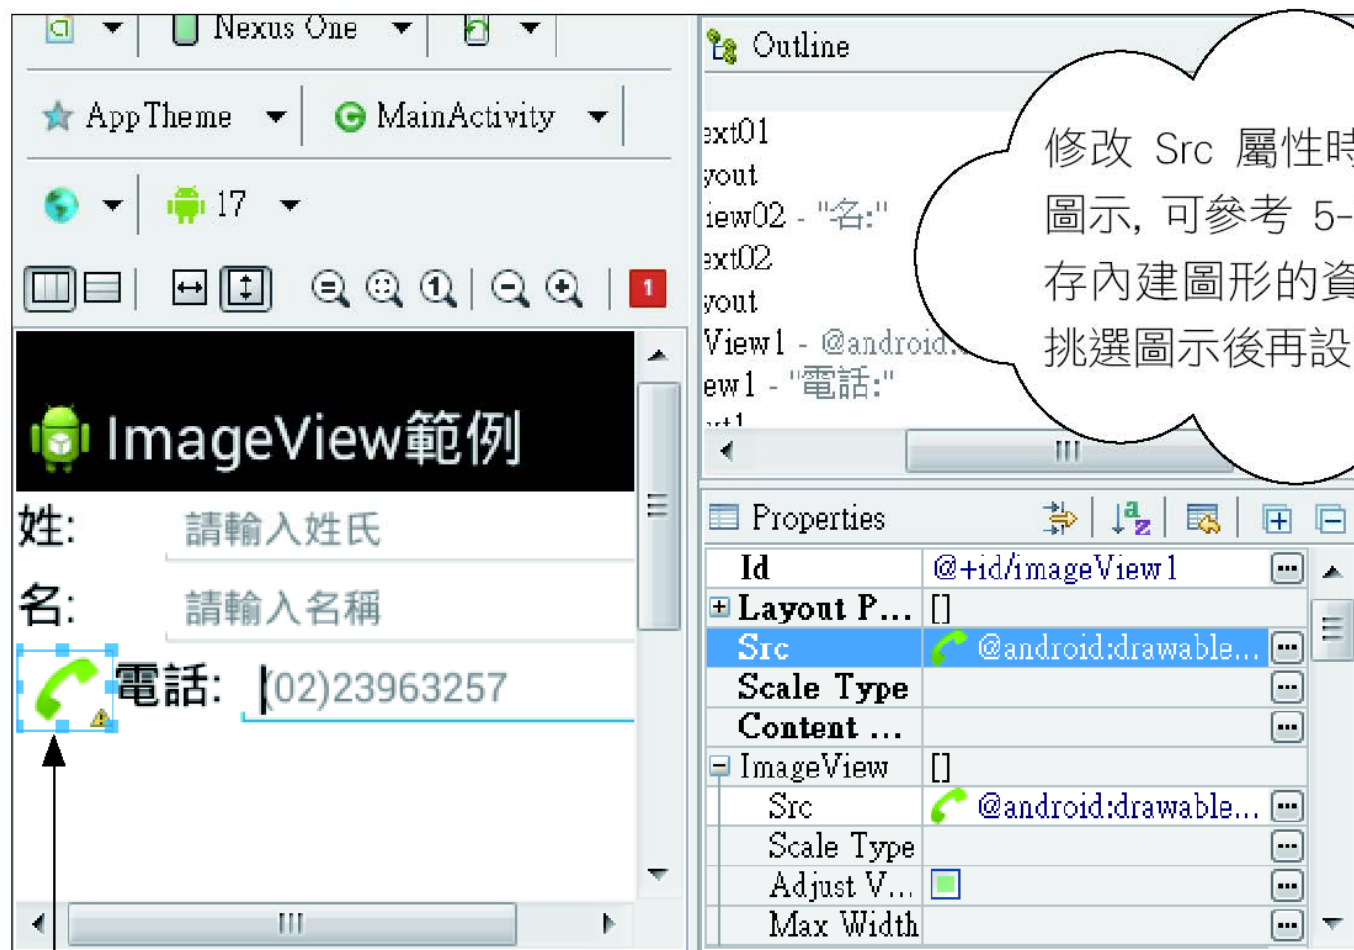 Nexus One
AppTheme
MainActivity
17
1
ImageView範例
姓:
請輸入姓氏
名:
請輸入名稱
電話:
(02)23963257
Outline
ext01
yout
iew02 - "名:"
ext02
yout
View1 - @android:
ew1 - "電話:"
修改 Src 屬性時
圖示, 可參考 5-
存內建圖形的資
挑選圖示後再設
Properties
Id @+id/imageView1
Layout P... []
Src @android:drawable...
Scale Type
Content ...
ImageView []
Src @android:drawable...
Scale Type
Adjust V...
Max Width